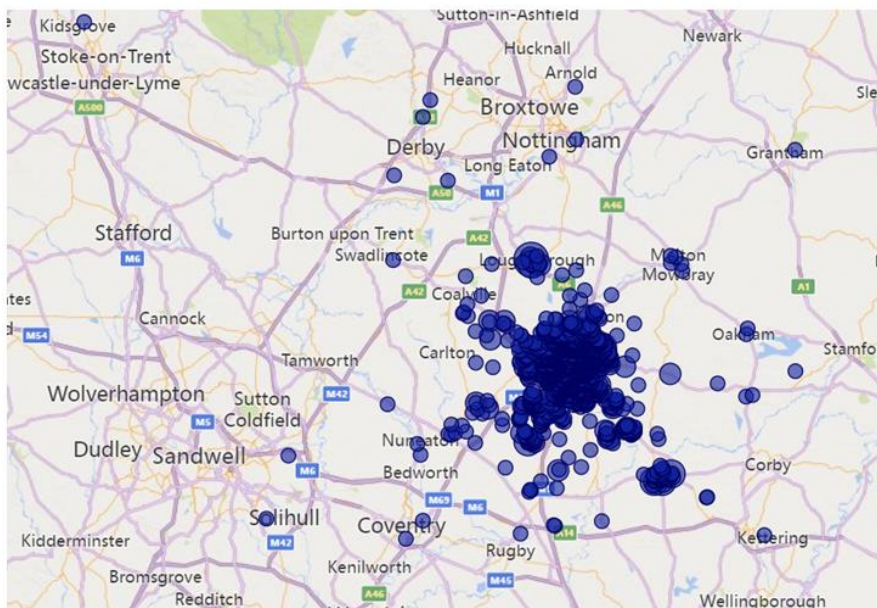 Sutton-in-Ashfield
Kidsgrove
Hucknall
Newark
Stoke-on-Trent
Heanor
Arnold
wcastle-under-Lyme
Broxtowe
A500
Derby
Nottingham
Long Eaton
Grantham
A50
M1
A46
Stafford
Burton upon Trent
A42
M6
Swadlincote
Mowbray
A42
Coalville
A1
Cannock
Oakham
M54
Carlton
Stamfo
Tamworth
M42
Wolverhampton
Sutton
Coldfield
M5
Nuneaton
Dudley
Sandwell
Bedworth
M6
Corby
M69
M6
Solihull
Coventry
A14
Kettering
M42
Kidderminster
Rugby
Kenilworth
Bromsgrove
M45
A46
Redditch
Wellingborough